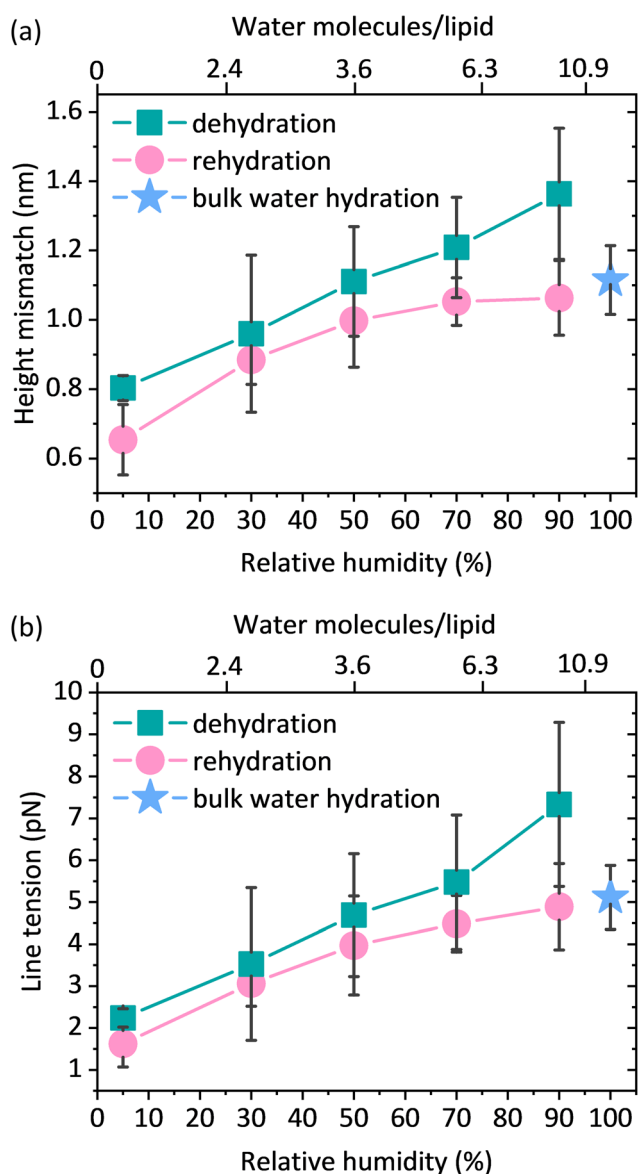 (a)
Water molecules/lipid
0 2.4 3.6 6.3 10.9
1.6
1.4
1.2
1.0
0.8
0.6
Height mismatch (nm)
dehydration
rehydration
bulk water hydration
0 10 20 30 40 50 60 70 80 90 100
Relative humidity (%)
(b)
Water molecules/lipid
0 2.4 3.6 6.3 10.9
10
9
8
7
6
5
4
3
2
1
Line tension (pN)
dehydration
rehydration
bulk water hydration
0 10 20 30 40 50 60 70 80 90 100
Relative humidity (%)